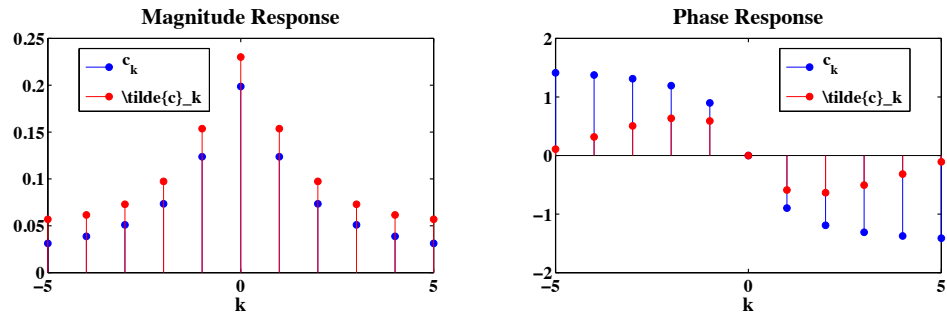 Magnitude Response
0.25
0.2
0.15
0.1
0.05
0
−5
0
5
k
c_k
\tilde{c}_k
Phase Response
2
1
0
−1
−2
−5
0
5
k
c_k
\tilde{c}_k